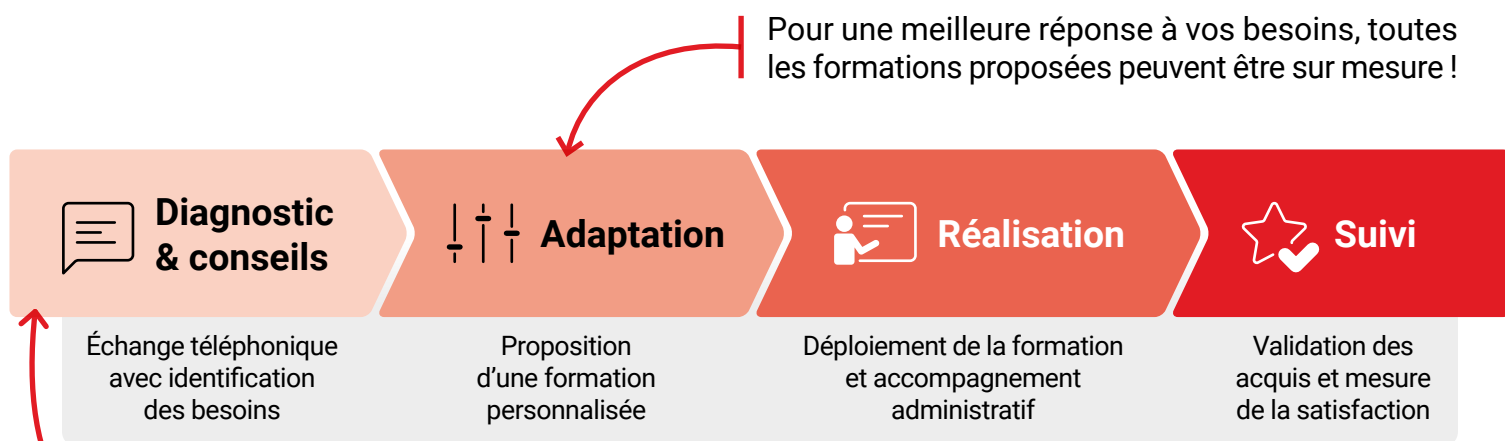 Pour une meilleure réponse à vos besoins, toutes
les formations proposées peuvent être sur mesure !
Diagnostic
& conseils
Adaptation
Réalisation
Suivi
Échange téléphonique
avec identification
des besoins
Proposition
d'une formation
personnalisée
Déploiement de la formation
et accompagnement
administratif
Validation des
acquis et mesure
de la satisfaction